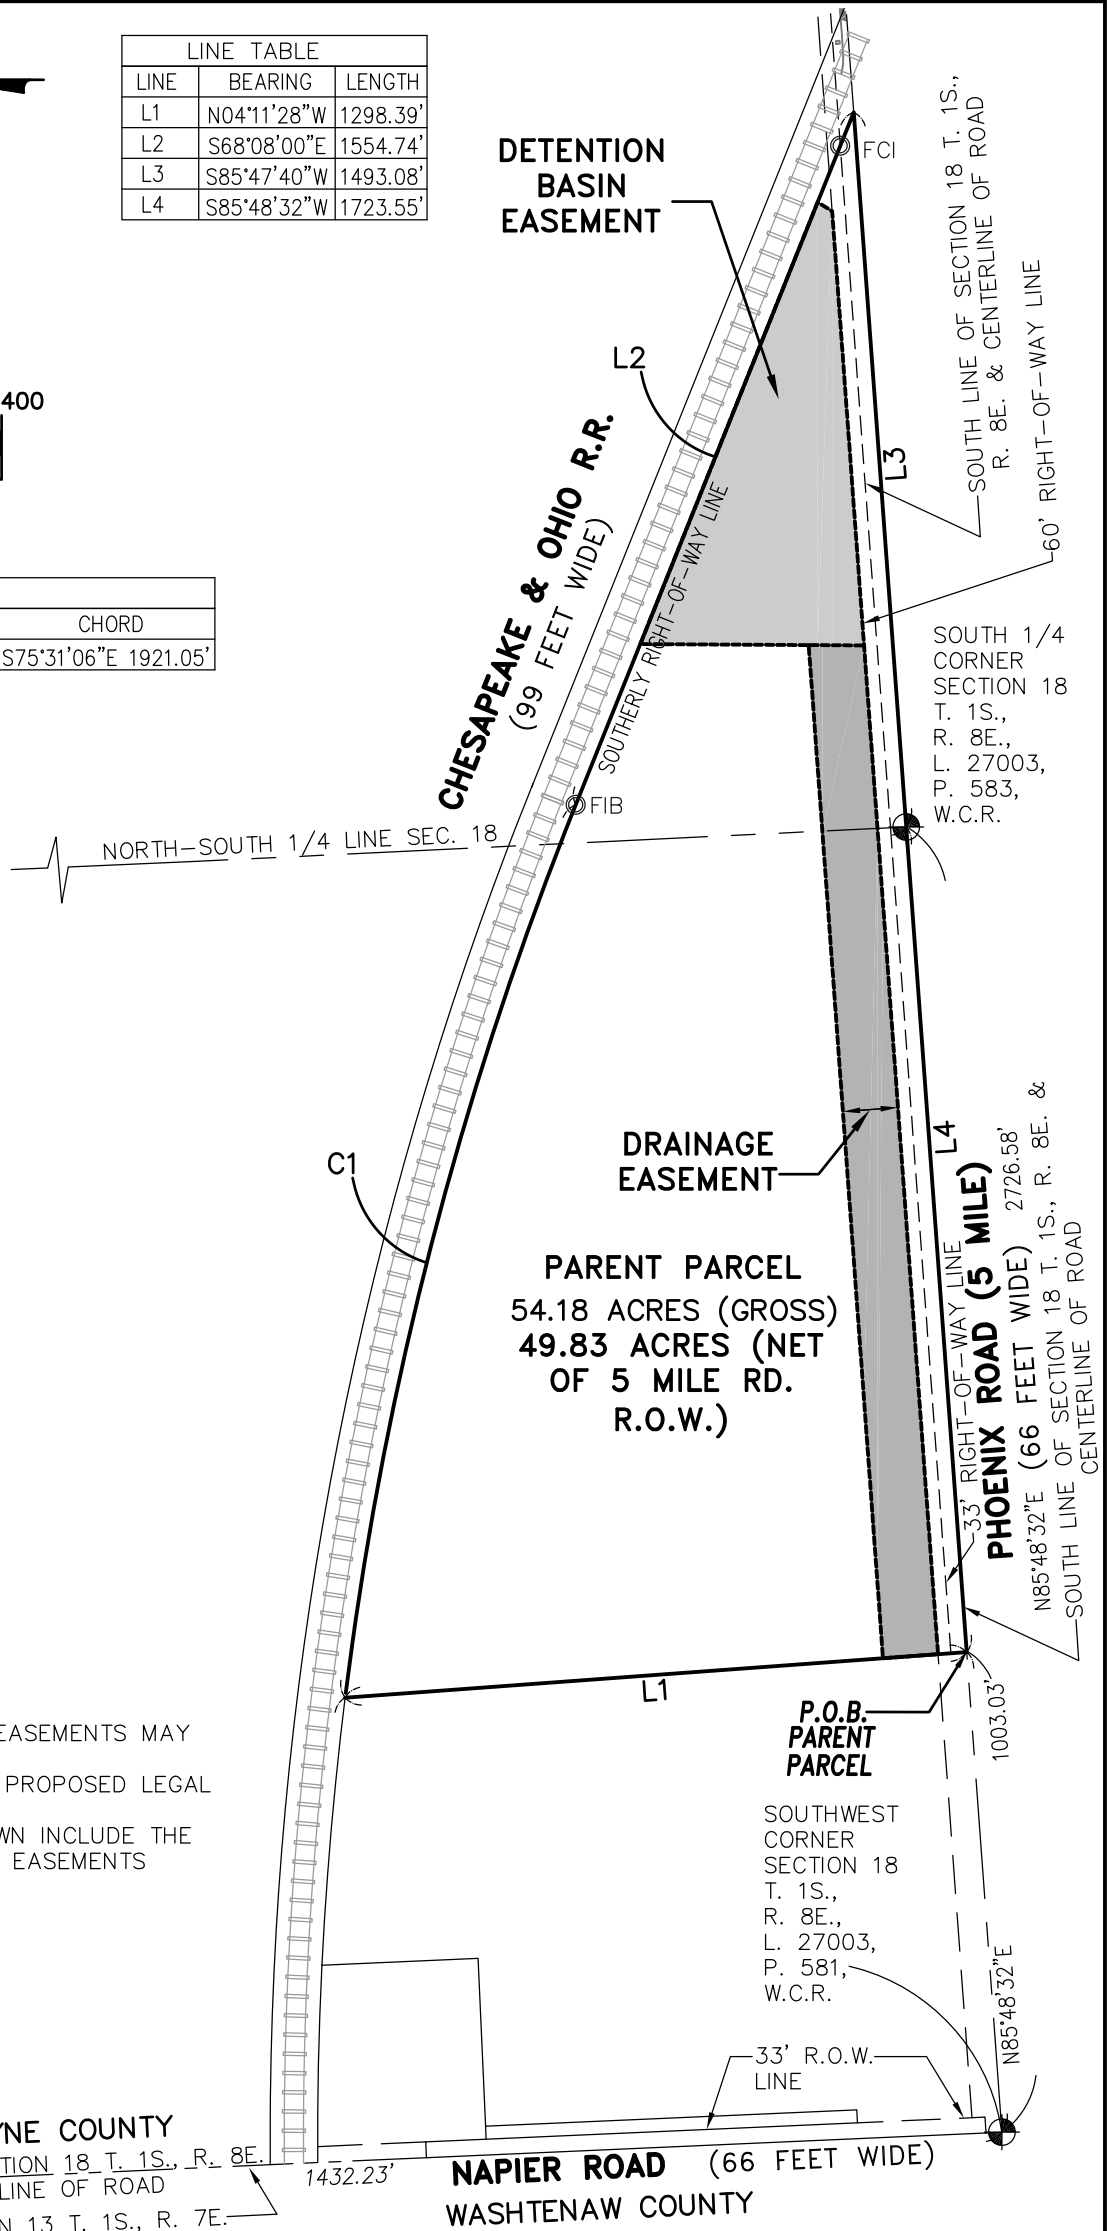 LINE TABLE
LINE BEARING LENGTH
L1 N04°11'28"W 1298.39'
L2 S68°08'00"E 1554.74'
L3 S85°47'40"W 1493.08'
L4 S85°48'32"W 1723.55'
DETENTION
BASIN
EASEMENT
FCI
SOUTH LINE OF SECTION 18 T. 1S.,
R. 8E. & CENTERLINE OF ROAD
60' RIGHT-OF-WAY LINE
L2
400
L3
CHESAPEAKE & OHIO R.R.
(99 FEET WIDE)
SOUTHERLY RIGHT-OF-WAY LINE
CHORD
S75°31'06"E 1921.05'
SOUTH 1/4
CORNER
SECTION 18
T. 1S.,
R. 8E.,
L. 27003,
P. 583,
W.C.R.
FIB
NORTH-SOUTH 1/4 LINE SEC. 18
DRAINAGE
EASEMENT
L4
C1
PARENT PARCEL
54.18 ACRES (GROSS)
49.83 ACRES (NET
OF 5 MILE RD.
R.O.W.)
33' RIGHT-OF-WAY LINE
PHOENIX ROAD (5 MILE)
(66 FEET WIDE)
N85°48'32"E 2726.58'
SOUTH LINE OF SECTION 18 T. 1S., R. 8E. &
CENTERLINE OF ROAD
L1
P.O.B.
PARENT
PARCEL
1003.03'
EASEMENTS MAY
PROPOSED LEGAL
WN INCLUDE THE
EASEMENTS
SOUTHWEST
CORNER
SECTION 18
T. 1S.,
R. 8E.,
L. 27003,
P. 581,
W.C.R.
N85°48'32"E
33' R.O.W.
LINE
YNE COUNTY
TION 18 T. 1S., R. 8E.
LINE OF ROAD
N 13 T. 1S., R. 7E.
1432.23'
NAPIER ROAD (66 FEET WIDE)
WASHTENAW COUNTY